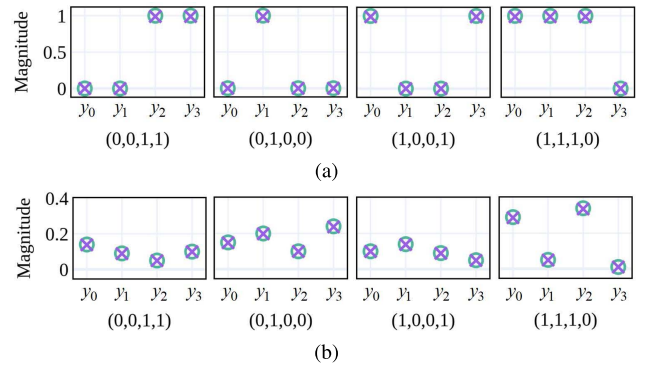 Magnitude
1
0.5
0
y0 y1 y2 y3 y0 y1 y2 y3 y0 y1 y2 y3 y0 y1 y2 y3
(0,0,1,1) (0,1,0,0) (1,0,0,1) (1,1,1,0)
(a)
Magnitude
0.4
0.2
0
y0 y1 y2 y3 y0 y1 y2 y3 y0 y1 y2 y3 y0 y1 y2 y3
(0,0,1,1) (0,1,0,0) (1,0,0,1) (1,1,1,0)
(b)